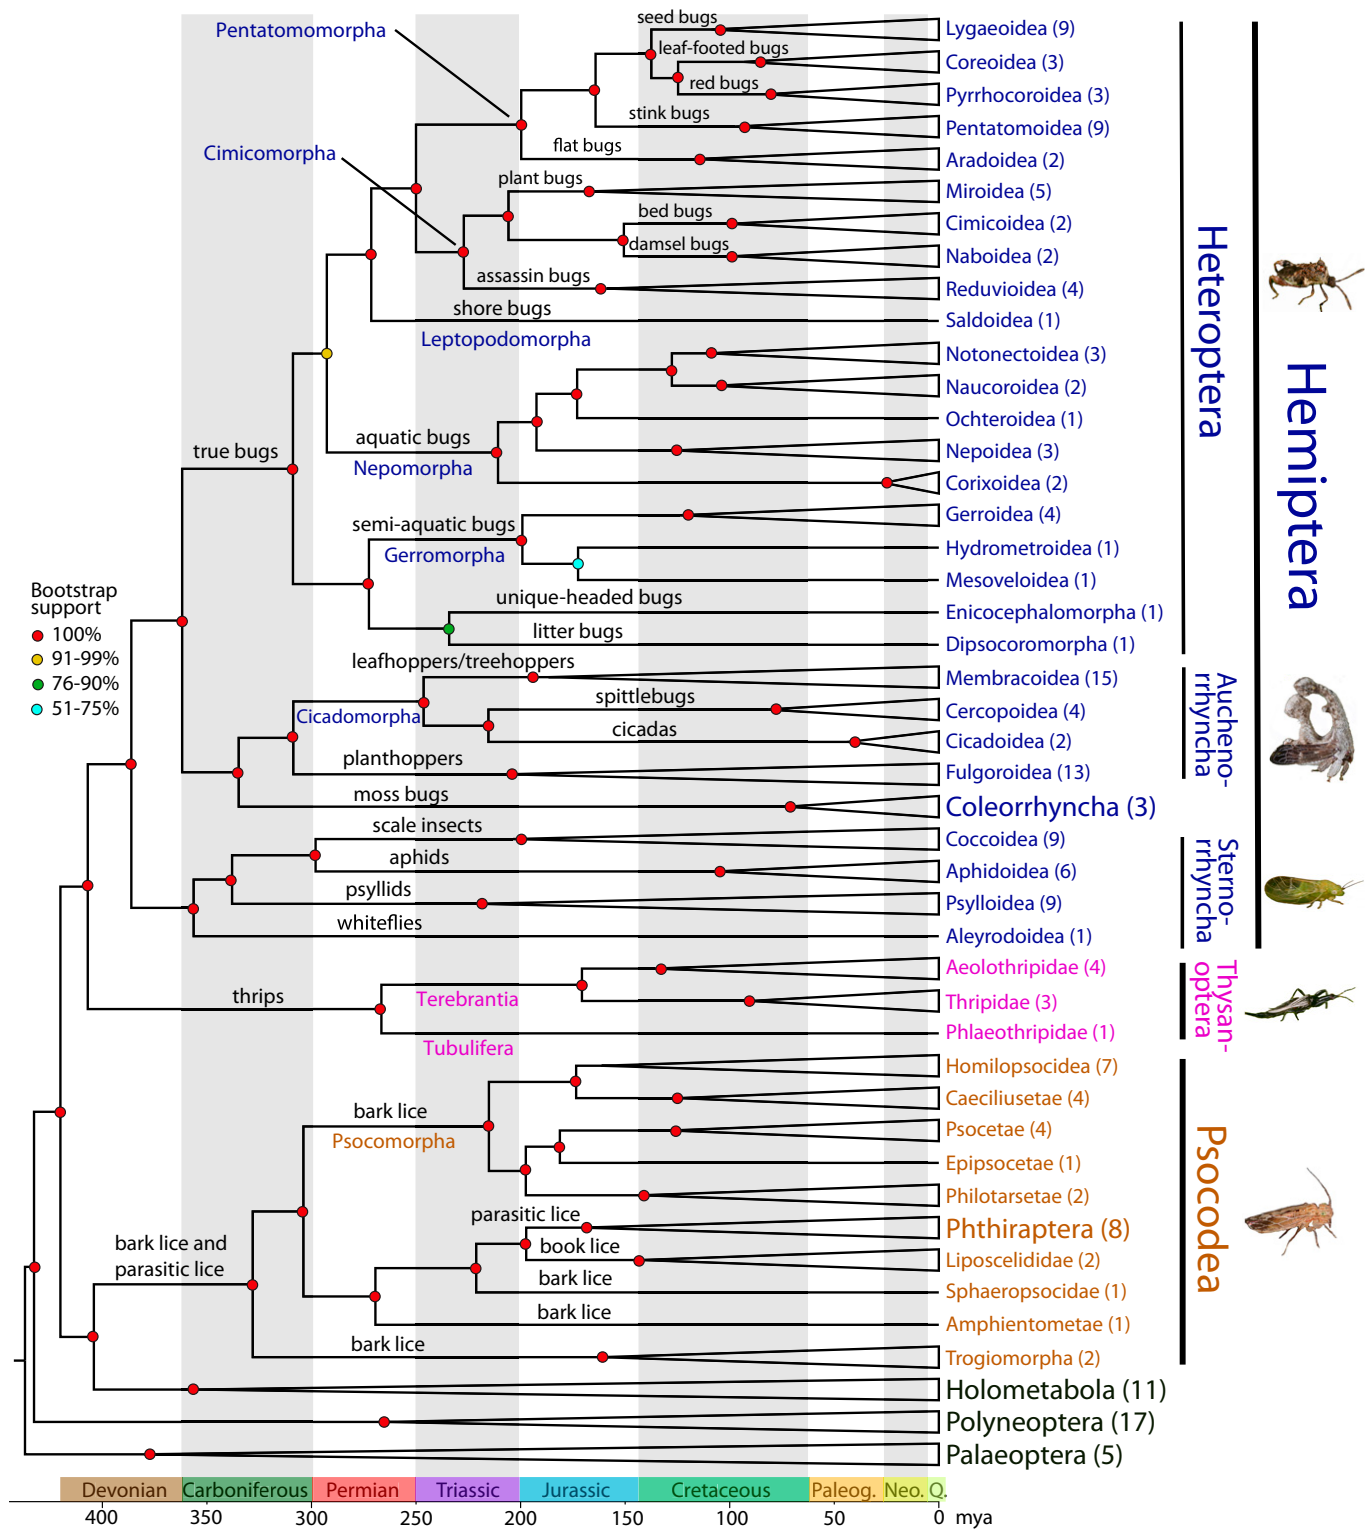 seed bugs
Pentatomomorpha
Lygaeoidea (9)
leaf-footed bugs
Coreoidea (3)
red bugs
Pyrrhocoroidea (3)
stink bugs
Pentatomoidea (9)
flat bugs
Cimicomorpha
Aradoidea (2)
plant bugs
Miroidea (5)
bed bugs
Cimicoidea (2)
damsel bugs
Naboidea (2)
assassin bugs
Reduvioidea (4)
shore bugs
Saldoidea (1)
Leptopodomorpha
Notonectoidea (3)
Naucoroidea (2)
Ochteroidea (1)
aquatic bugs
true bugs
Nepoidea (3)
Nepomorpha
Corixoidea (2)
Gerroidea (4)
semi-aquatic bugs
Gerromorpha
Hydrometroidea (1)
Mesoveloidea (1)
unique-headed bugs
Enicocephalomorpha (1)
litter bugs
Dipsocoromorpha (1)
Heteroptera
Hemiptera
Bootstrap
support
100%
91-99%
76-90%
51-75%
leafhoppers/treehoppers
Membracoidea (15)
spittlebugs
Cicadomorpha
Cercopoidea (4)
cicadas
Cicadoidea (2)
planthoppers
Fulgoroidea (13)
Aucheno-
rrhyncha
moss bugs
Coleorrhyncha (3)
scale insects
Coccoidea (9)
aphids
Aphidoidea (6)
psyllids
Psylloidea (9)
whiteflies
Aleyrodoidea (1)
Sterno-
rrhyncha
Aeolothripidae (4)
thrips
Terebrantia
Thripidae (3)
Phlaeothripidae (1)
Tubulifera
Thysan-
optera
Homilopsocidea (7)
Caeciliusetae (4)
bark lice
Psocomorpha
Psocetae (4)
Epipsocetae (1)
Philotarsetae (2)
parasitic lice
Phthiraptera (8)
bark lice and
parasitic lice
book lice
Liposcelididae (2)
bark lice
Sphaeropsocidae (1)
bark lice
Amphientometae (1)
bark lice
Trogiomorpha (2)
Psocodea
Holometabola (11)
Polyneoptera (17)
Palaeoptera (5)
Devonian Carboniferous Permian Triassic Jurassic Cretaceous Paleog. Neo. Q.
400 350 300 250 200 150 100 50 0 mya